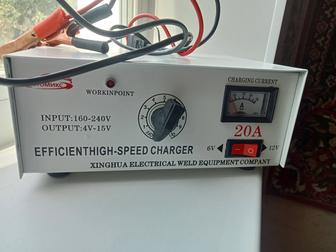 CHARGING CURRENT
WORKINPOINT
A
INPUT:160-240V
OUTPUT:4V-15V
20A
EFFICIENTHIGH-SPEED CHARGER
6V 12V
XINGHUA ELECTRICAL WELD EQUIPMENT COMPANT